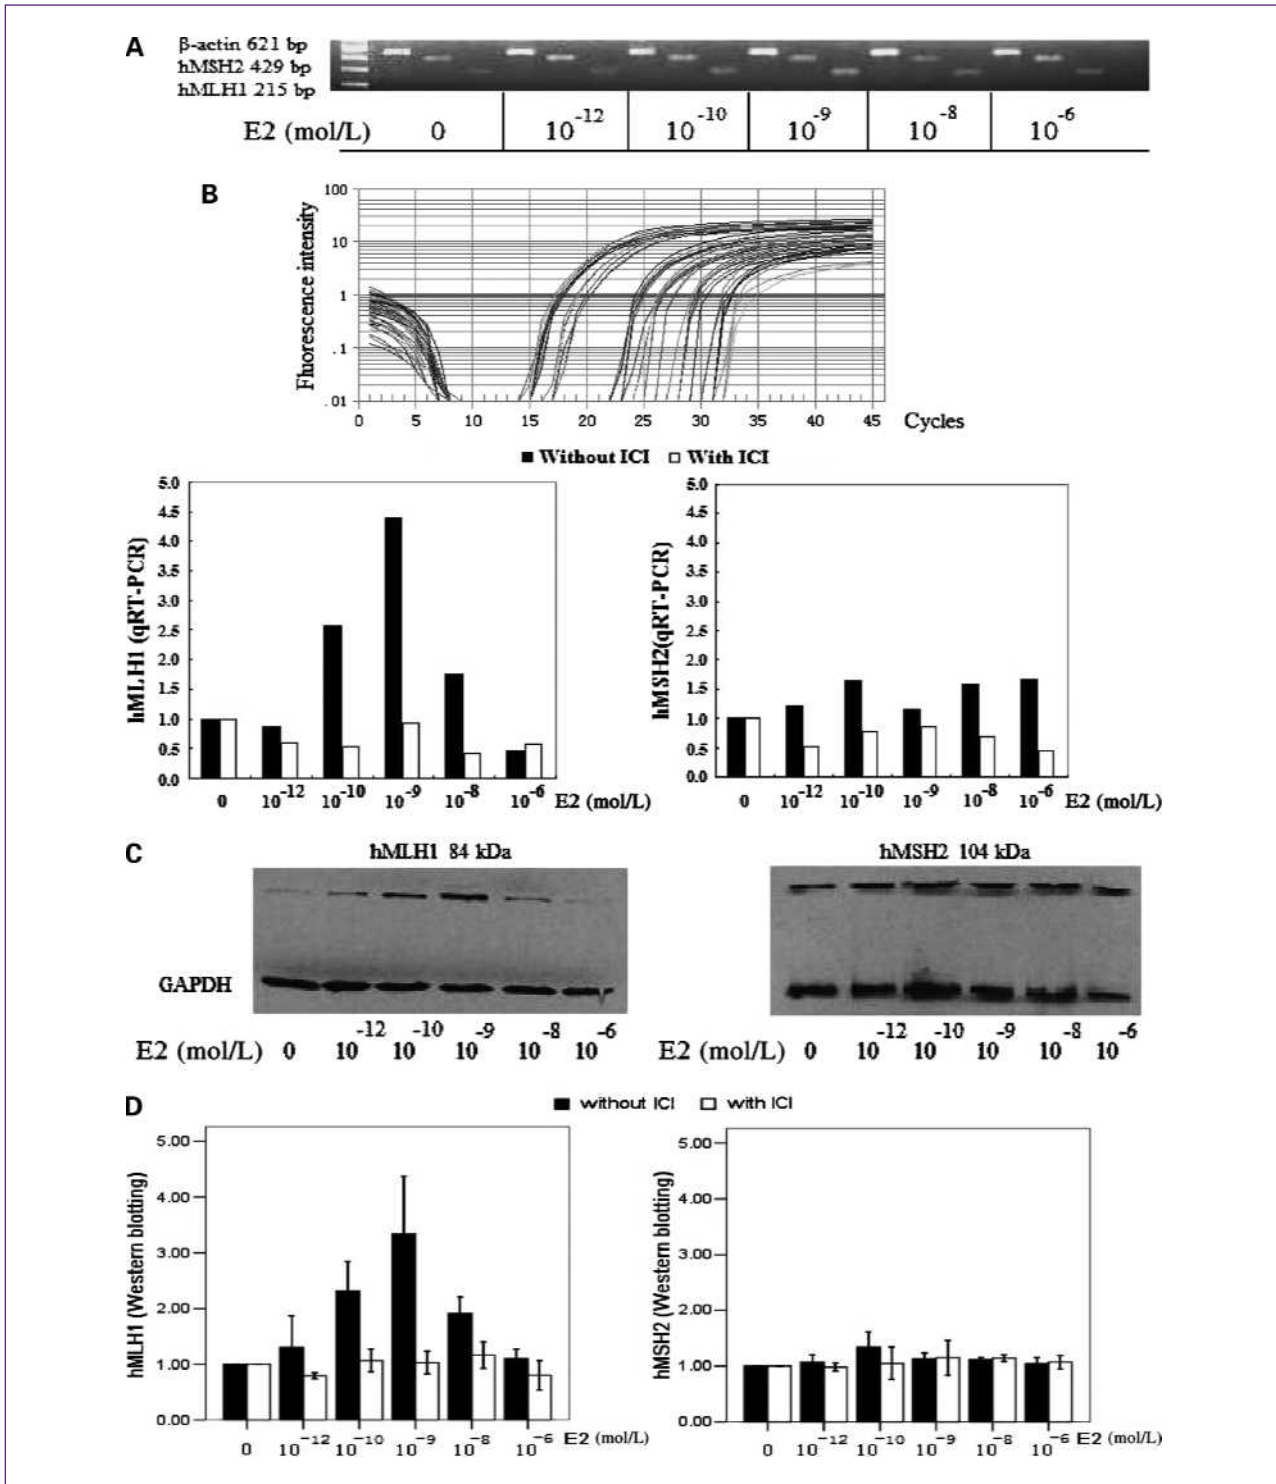 A
β-actin 621 bp
hMSH2 429 bp
hMLH1 215 bp
E2 (mol/L) 0 10^-12 10^-10 10^-9 10^-8 10^-6
B
Fluorescence intensity
100
10
1
.1
.01
0 5 10 15 20 25 30 35 40 45 Cycles
■ Without ICI □ With ICI
hMLH1 (qRT-PCR)
5.0
4.5
4.0
3.5
3.0
2.5
2.0
1.5
1.0
0.5
0.0
0 10^-12 10^-10 10^-9 10^-8 10^-6 E2 (mol/L)
hMSH2(qRT-PCR)
5.0
4.5
4.0
3.5
3.0
2.5
2.0
1.5
1.0
0.5
0.0
0 10^-12 10^-10 10^-9 10^-8 10^-6 E2 (mol/L)
C
hMLH1 84 kDa
GAPDH
E2 (mol/L) 0 10^-12 10^-10 10^-9 10^-8 10^-6
hMSH2 104 kDa
E2 (mol/L) 0 10^-12 10^-10 10^-9 10^-8 10^-6
D
■ without ICI □ with ICI
hMLH1 (Western blotting)
5.00
4.00
3.00
2.00
1.00
0.00
0 10^-12 10^-10 10^-9 10^-8 10^-6 E2 (mol/L)
hMSH2 (Western blotting)
5.00
4.00
3.00
2.00
1.00
0.00
0 10^-12 10^-10 10^-9 10^-8 10^-6 E2 (mol/L)